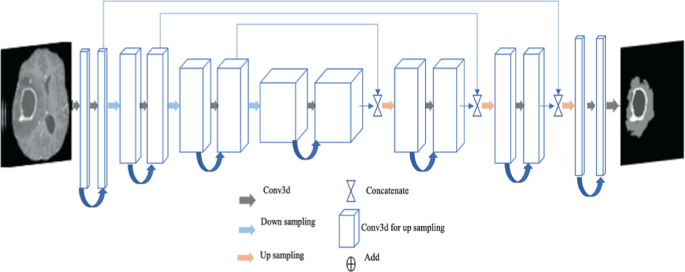 Conv3d
Concatenate
Down sampling
Conv3d for up sampling
Up sampling
Add